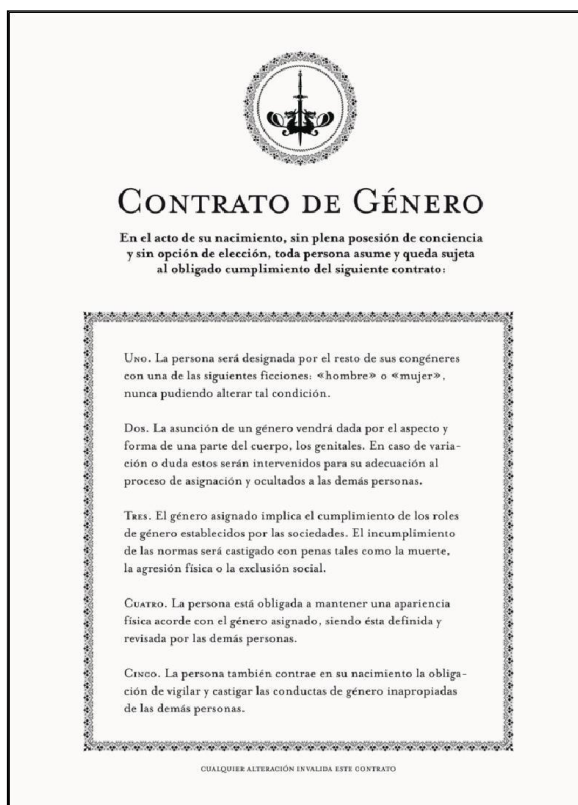 CONTRATO DE GÉNERO
En el acto de su nacimiento, sin plena posesión de conciencia
y sin opción de elección, toda persona asume y queda sujeta
al obligado cumplimiento del siguiente contrato:
UNO. La persona será designada por el resto de sus congéneres
con una de las siguientes ficciones: «hombre» o «mujer»,
nunca pudiendo alterar tal condición.
DOS. La asunción de un género vendrá dada por el aspecto y
forma de una parte del cuerpo, los genitales. En caso de varia-
ción o duda estos serán intervenidos para su adecuación al
proceso de asignación y ocultados a las demás personas.
TRES. El género asignado implica el cumplimiento de los roles
de género establecidos por las sociedades. El incumplimiento
de las normas será castigado con penas tales como la muerte,
la agresión física o la exclusión social.
CUATRO. La persona está obligada a mantener una apariencia
física acorde con el género asignado, siendo ésta definida y
revisada por las demás personas.
CINCO. La persona también contrae en su nacimiento la obliga-
ción de vigilar y castigar las conductas de género inapropiadas
de las demás personas.
CUALQUIER ALTERACIÓN INVALIDA ESTE CONTRATO